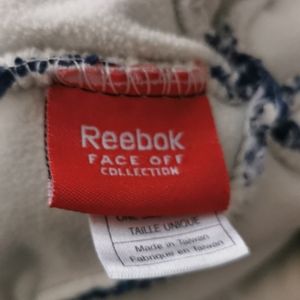 Reebok
FACE OFF
COLLECTION
TAILLE UNIQUE
Made in Taiwan
Fabriqué en Taiwan